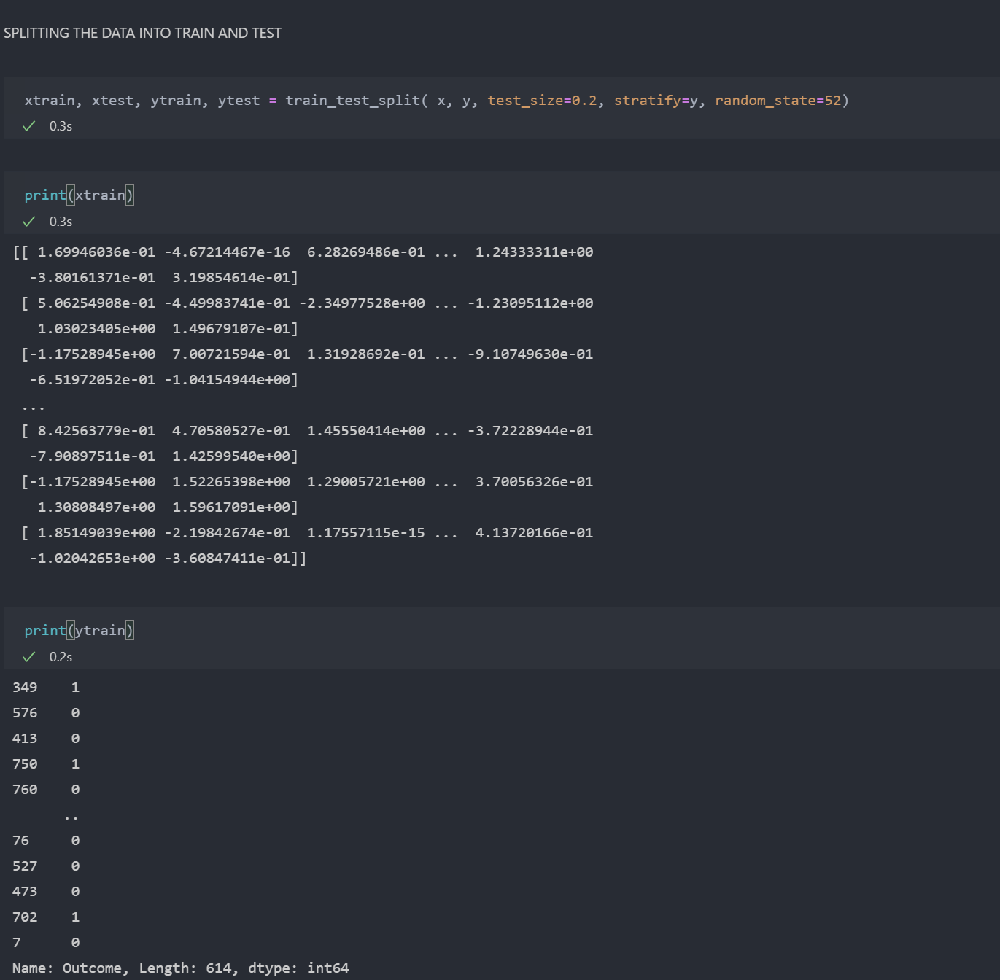 SPLITTING THE DATA INTO TRAIN AND TEST
xtrain, xtest, ytrain, ytest = train_test_split( x, y, test_size=0.2, stratify=y, random_state=52)
✓ 0.3s
print(xtrain)
✓ 0.3s
[[ 1.69946036e-01 -4.67214467e-16  6.28269486e-01 ...  1.24333311e+00
  -3.80161371e-01  3.19854614e-01]
 [ 5.06254908e-01 -4.49983741e-01 -2.34977528e+00 ... -1.23095112e+00
   1.03023405e+00  1.49679107e-01]
 [-1.17528945e+00  7.00721594e-01  1.31928692e-01 ... -9.10749630e-01
  -6.51972052e-01 -1.04154944e+00]
 ...
 [ 8.42563779e-01  4.70580527e-01  1.45550414e+00 ... -3.72228944e-01
  -7.90897511e-01  1.42599540e+00]
 [-1.17528945e+00  1.52265398e+00  1.29005721e+00 ...  3.70056326e-01
   1.30808497e+00  1.59617091e+00]
 [ 1.85149039e+00 -2.19842674e-01  1.17557115e-15 ...  4.13720166e-01
  -1.02042653e+00 -3.60847411e-01]]
print(ytrain)
✓ 0.2s
349    1
576    0
413    0
750    1
760    0
      ..
76     0
527    0
473    0
702    1
7      0
Name: Outcome, Length: 614, dtype: int64